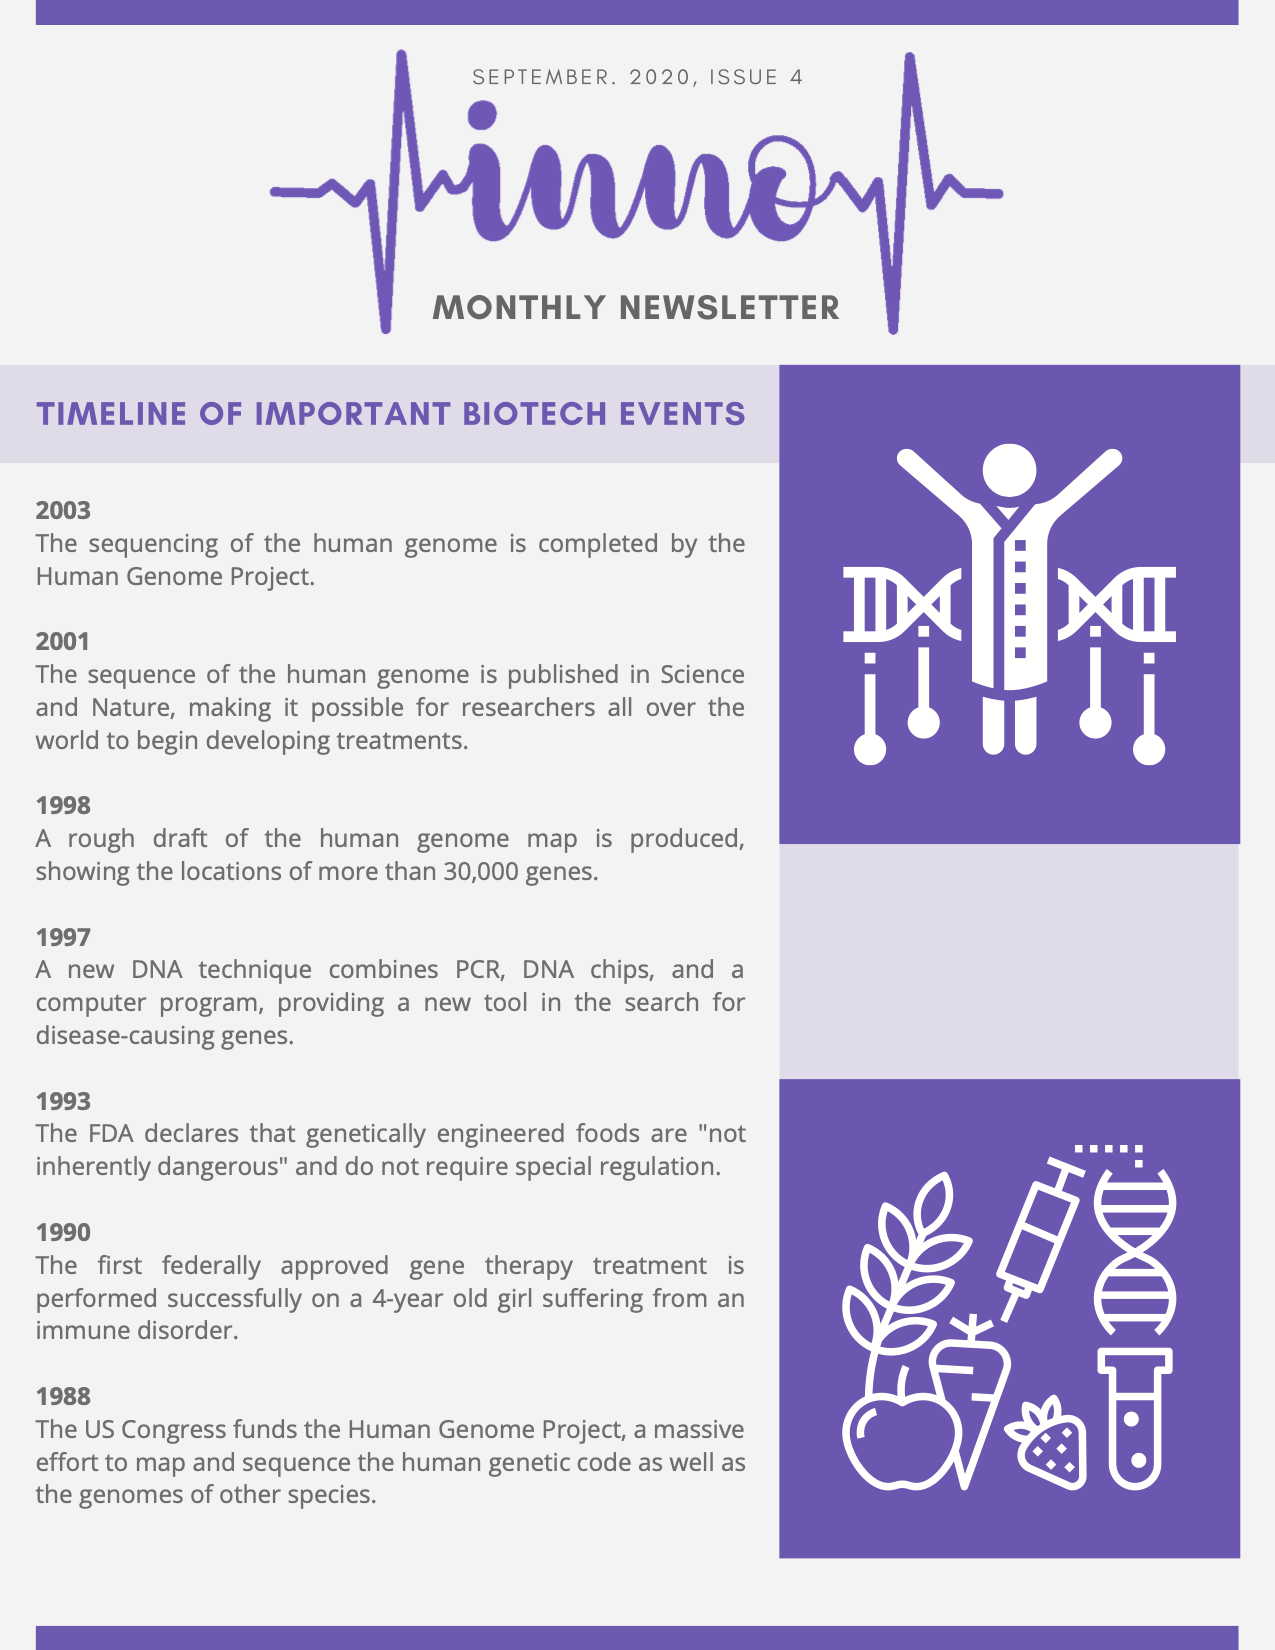 SEPTEMBER. 2020, ISSUE 4
inno
MONTHLY NEWSLETTER
TIMELINE OF IMPORTANT BIOTECH EVENTS
2003
The sequencing of the human genome is completed by the
Human Genome Project.
2001
The sequence of the human genome is published in Science
and Nature, making it possible for researchers all over the
world to begin developing treatments.
1998
A rough draft of the human genome map is produced,
showing the locations of more than 30,000 genes.
1997
A new DNA technique combines PCR, DNA chips, and a
computer program, providing a new tool in the search for
disease-causing genes.
1993
The FDA declares that genetically engineered foods are "not
inherently dangerous" and do not require special regulation.
1990
The first federally approved gene therapy treatment is
performed successfully on a 4-year old girl suffering from an
immune disorder.
1988
The US Congress funds the Human Genome Project, a massive
effort to map and sequence the human genetic code as well as
the genomes of other species.